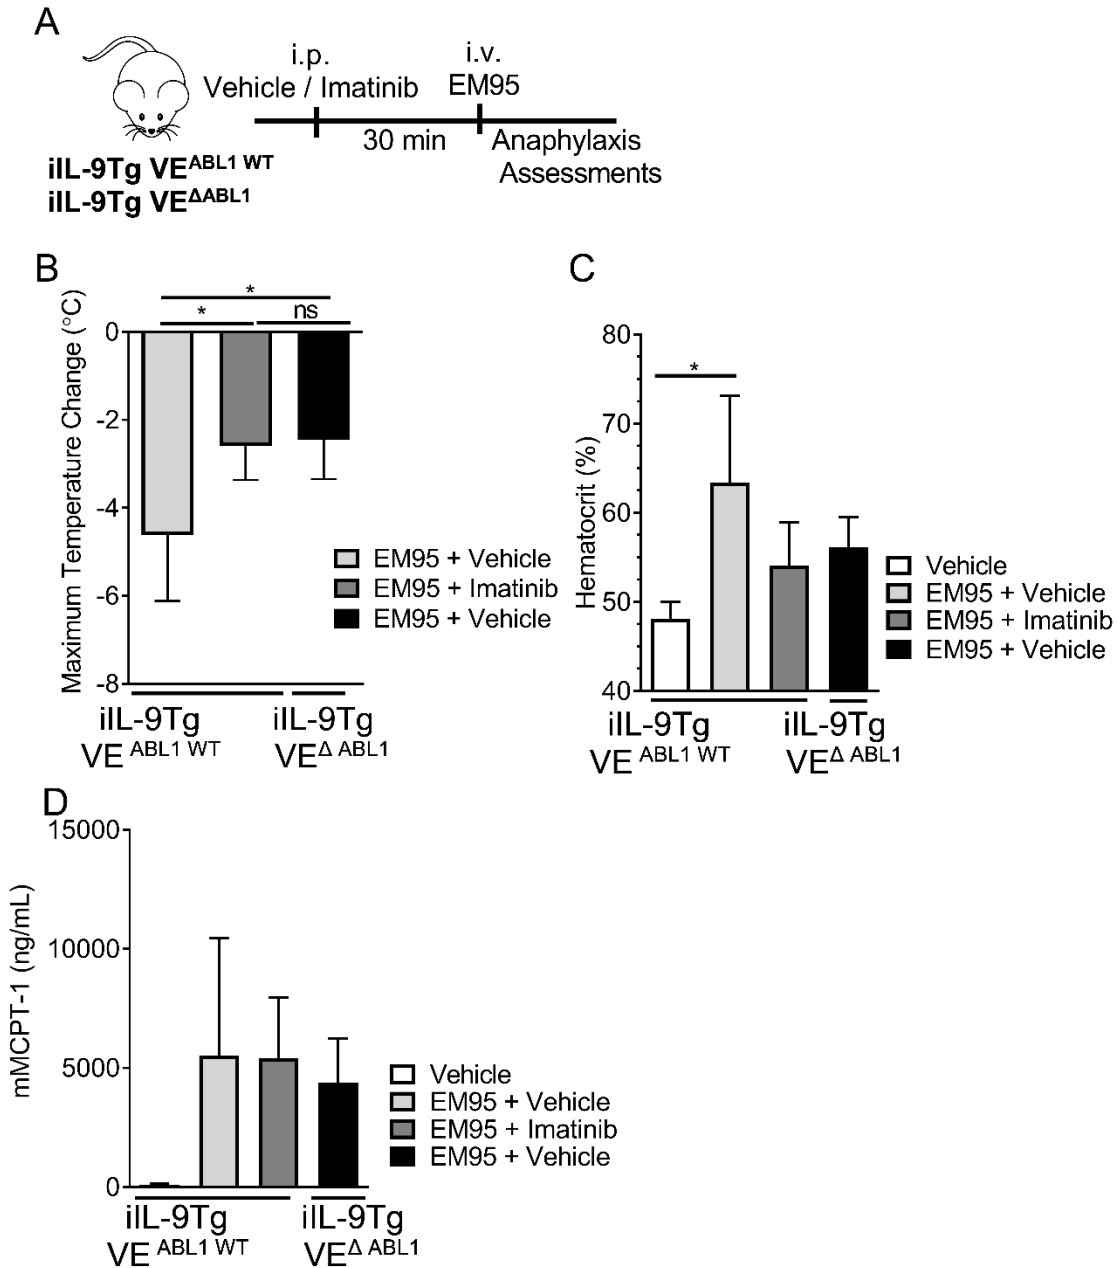 A
i.p.
Vehicle / Imatinib
i.v.
EM95
30 min
Anaphylaxis
Assessments
iIL-9Tg VE^ABL1 WT
iIL-9Tg VE^ΔABL1
B
Maximum Temperature Change (°C)
*
*
ns
0
-2
-4
-6
-8
EM95 + Vehicle
EM95 + Imatinib
EM95 + Vehicle
iIL-9Tg
VE ABL1 WT
iIL-9Tg
VE Δ ABL1
C
Hematocrit (%)
80
70
60
50
40
*
Vehicle
EM95 + Vehicle
EM95 + Imatinib
EM95 + Vehicle
iIL-9Tg
VE ABL1 WT
iIL-9Tg
VE Δ ABL1
D
mMCPT-1 (ng/mL)
15000
10000
5000
0
Vehicle
EM95 + Vehicle
EM95 + Imatinib
EM95 + Vehicle
iIL-9Tg
VE ABL1 WT
iIL-9Tg
VE Δ ABL1